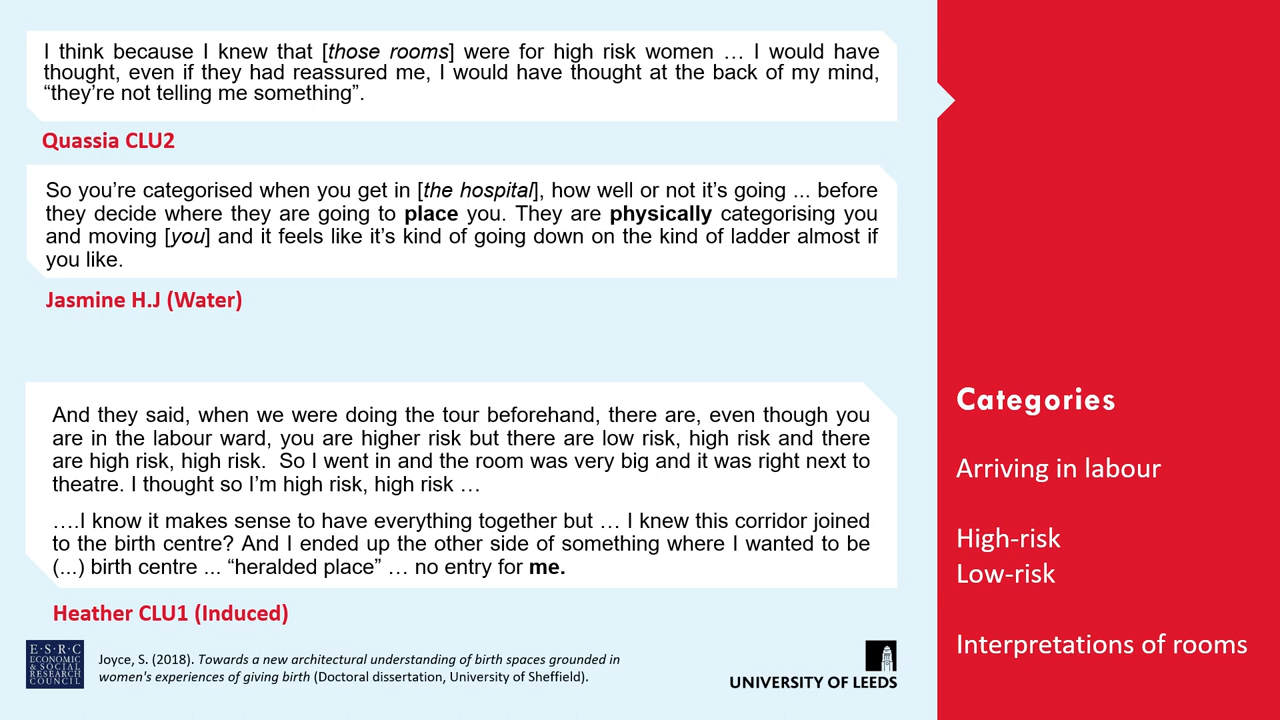 I think because I knew that [those rooms] were for high risk women … I would have
thought, even if they had reassured me, I would have thought at the back of my mind,
“they’re not telling me something”.
Quassia CLU2
So you’re categorised when you get in [the hospital], how well or not it’s going ... before
they decide where they are going to place you. They are physically categorising you
and moving [you] and it feels like it’s kind of going down on the kind of ladder almost if
you like.
Jasmine H.J (Water)
And they said, when we were doing the tour beforehand, there are, even though you
are in the labour ward, you are higher risk but there are low risk, high risk and there
are high risk, high risk.  So I went in and the room was very big and it was right next to
theatre. I thought so I’m high risk, high risk …
….I know it makes sense to have everything together but … I knew this corridor joined
to the birth centre? And I ended up the other side of something where I wanted to be
(...) birth centre ... “heralded place” … no entry for me.
Heather CLU1 (Induced)
E·S·R·C
ECONOMIC
& SOCIAL
RESEARCH
COUNCIL
Joyce, S. (2018). Towards a new architectural understanding of birth spaces grounded in
women's experiences of giving birth (Doctoral dissertation, University of Sheffield).
UNIVERSITY OF LEEDS
Categories
Arriving in labour
High-risk
Low-risk
Interpretations of rooms